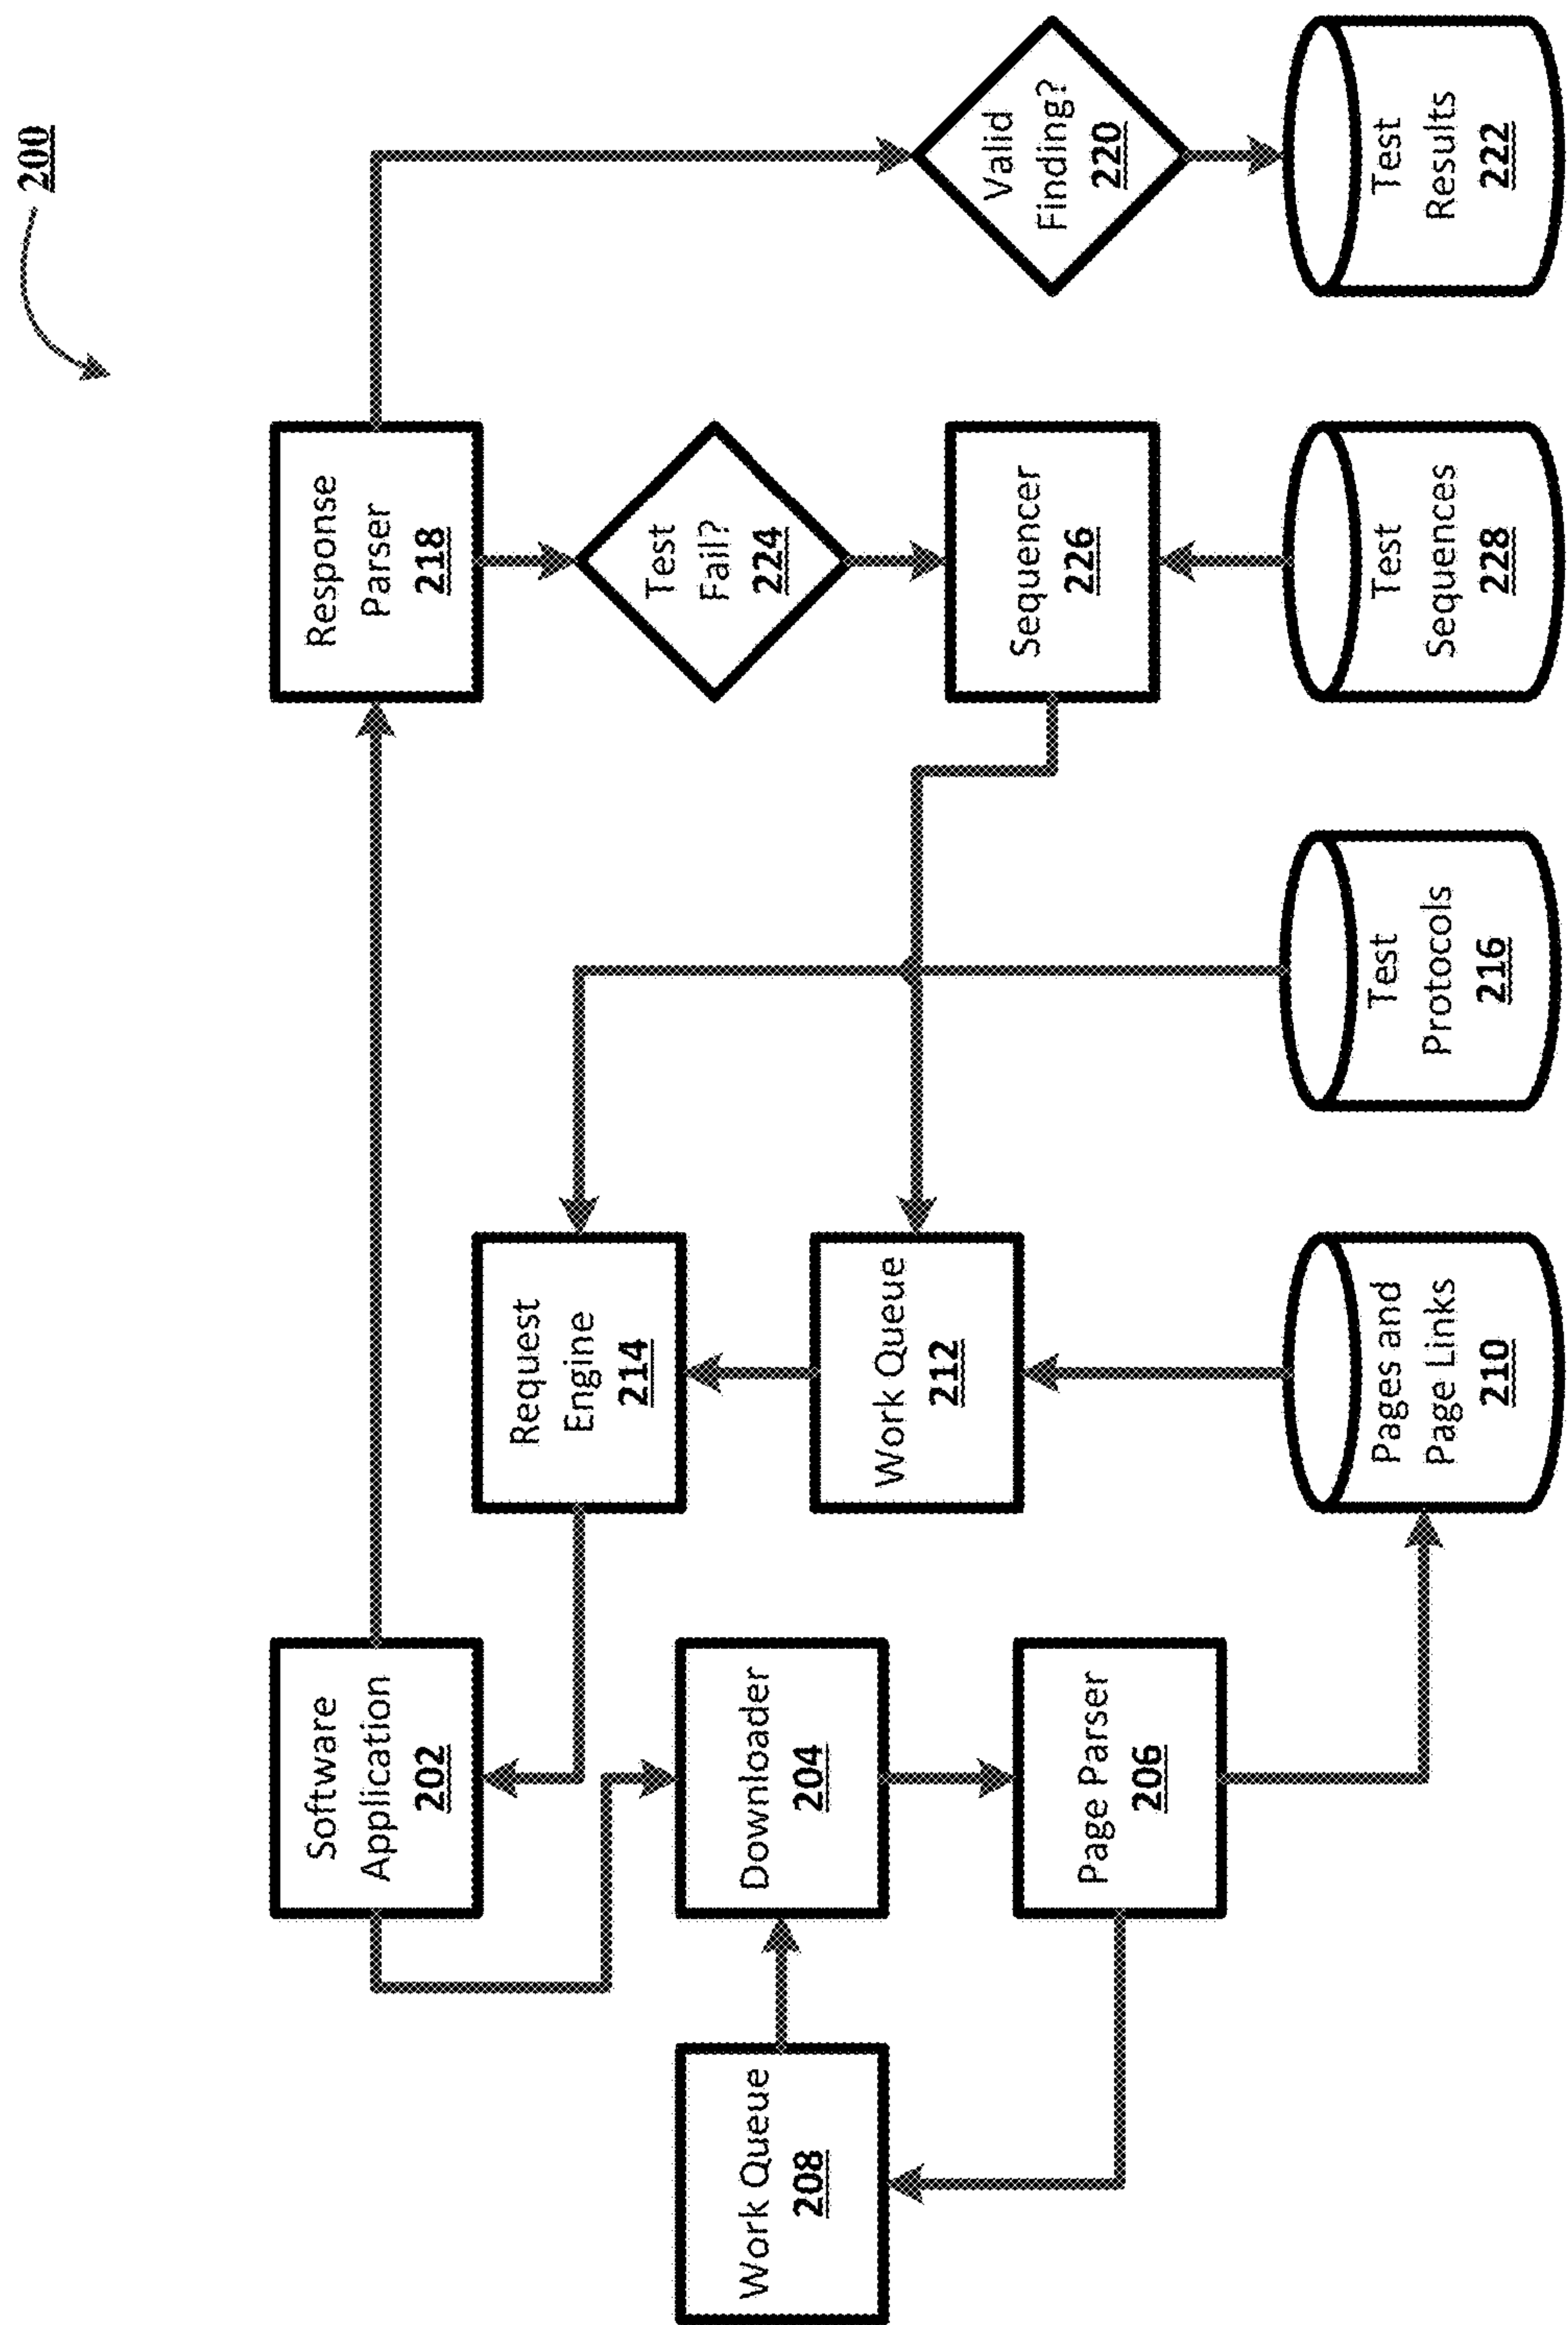 200
Software
Application
202
Response
Parser
218
Request
Engine
214
Test
Fail?
224
Work Queue
208
Downloader
204
Work Queue
212
Page Parser
206
Sequencer
226
Valid
Finding?
220
Pages and
Page Links
210
Test
Protocols
216
Test
Sequences
228
Test
Results
222